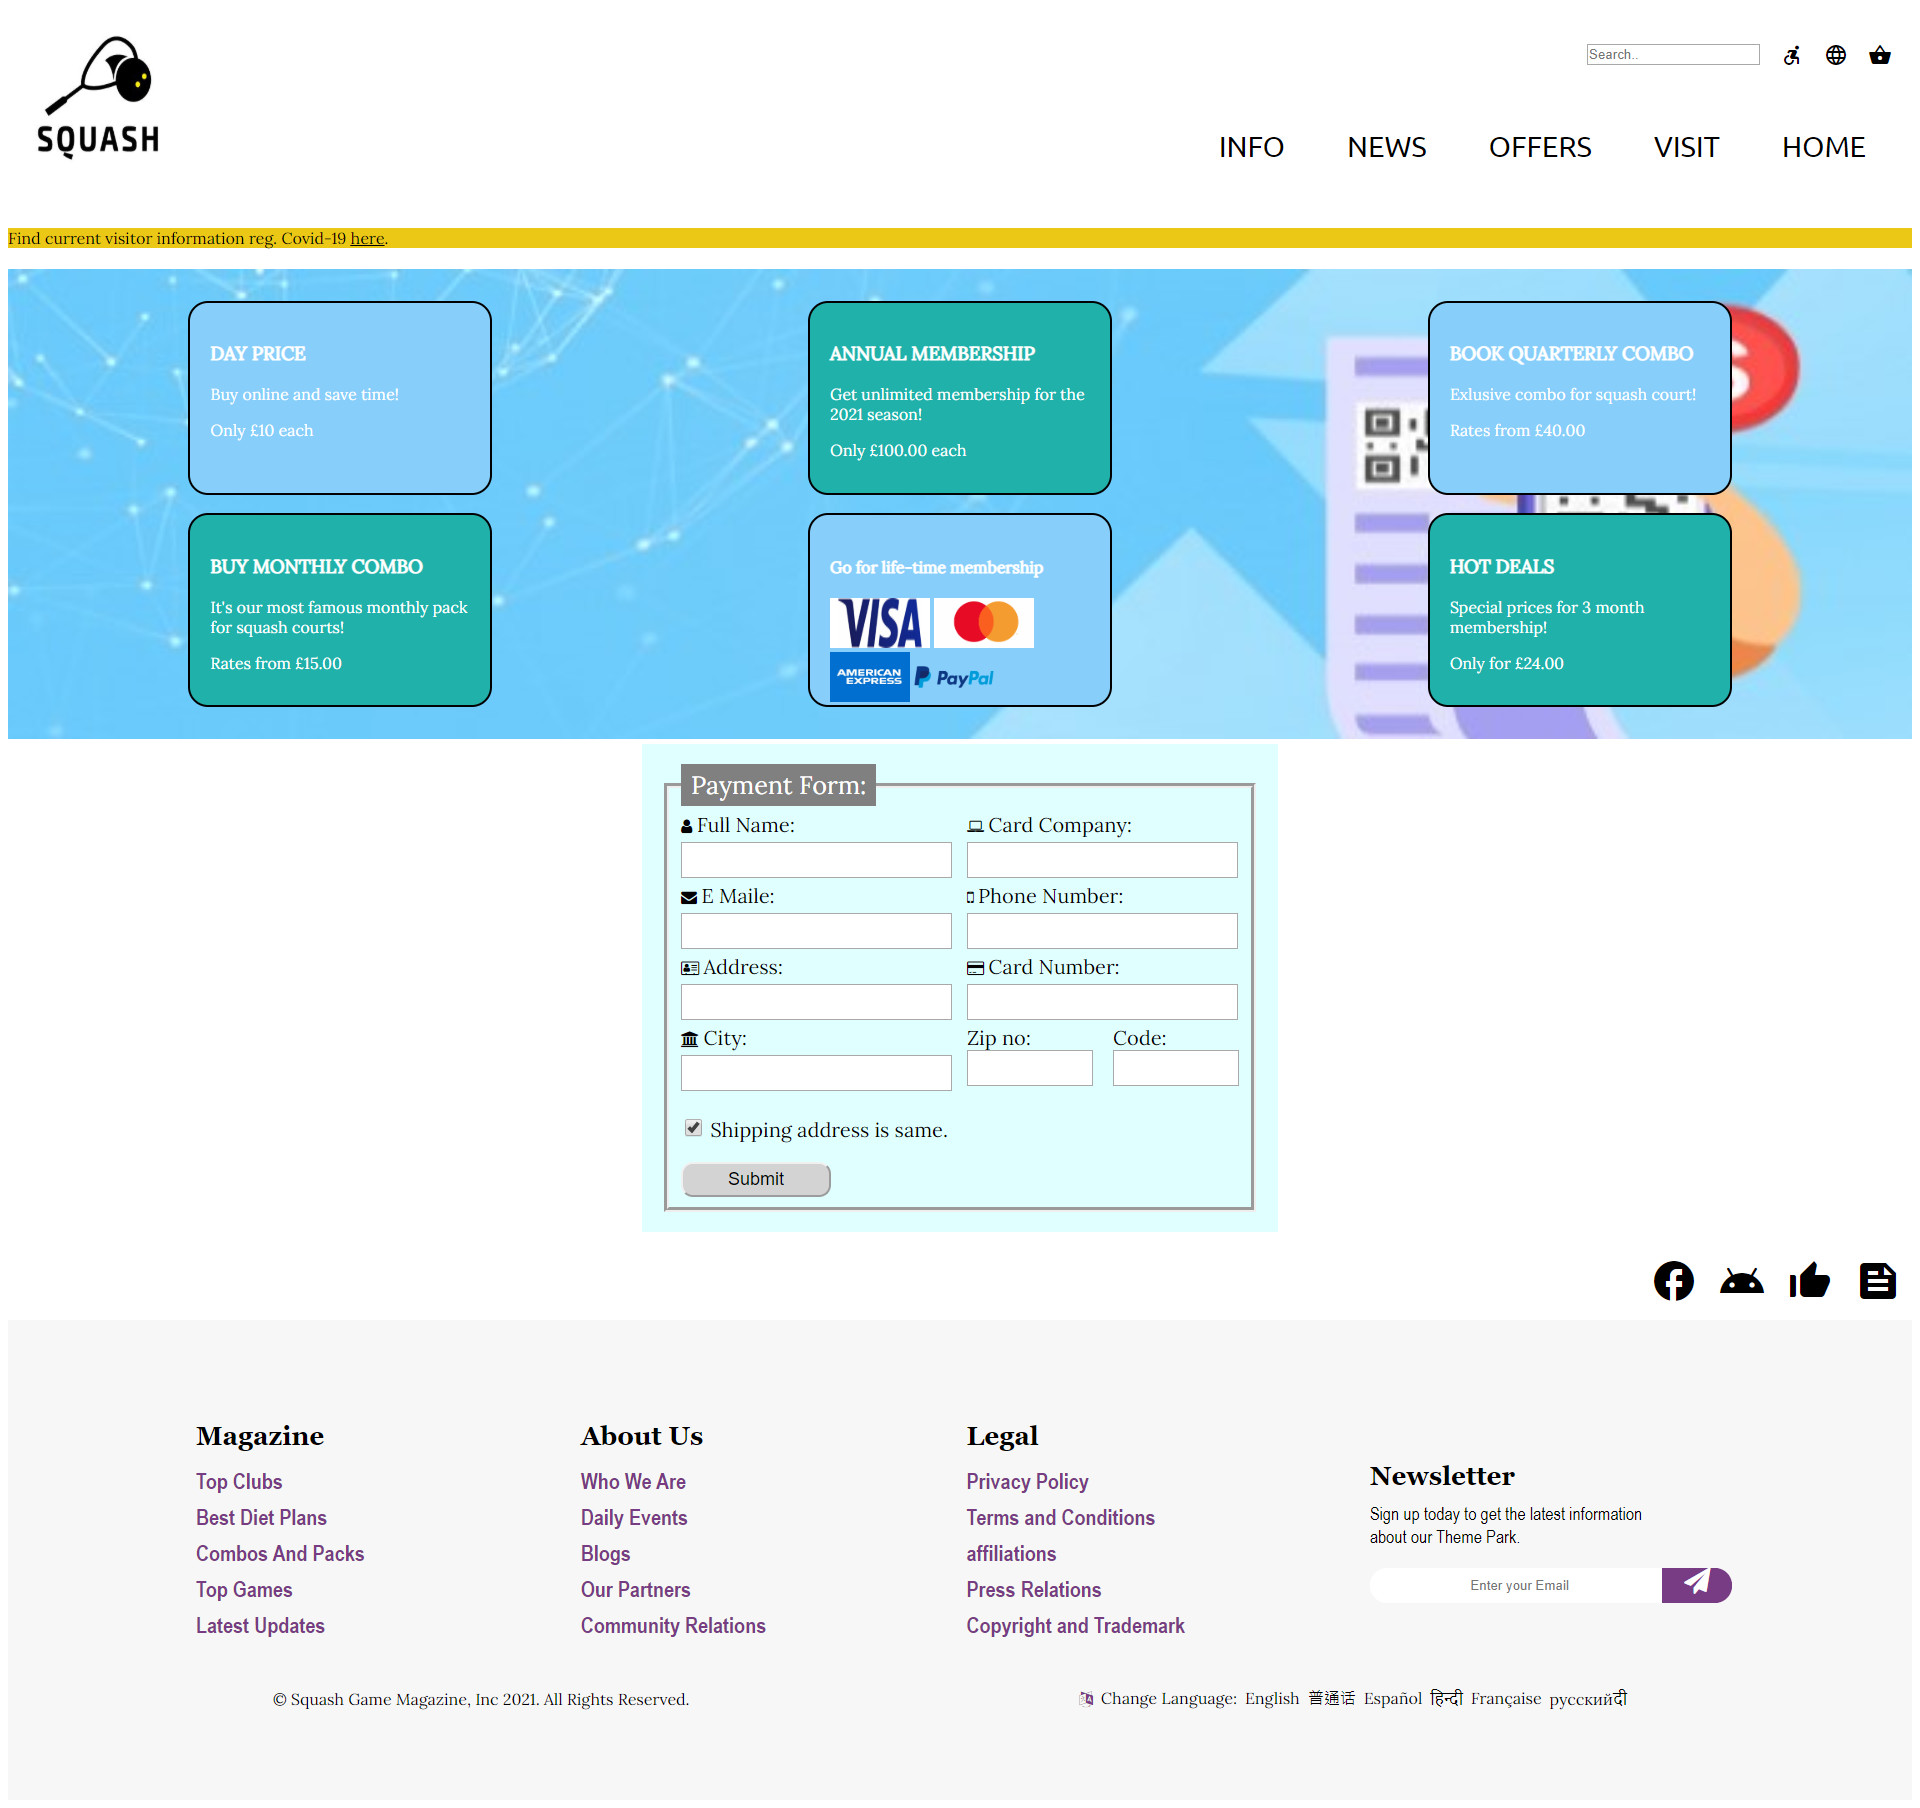 Search..
SQUASH
INFO NEWS OFFERS VISIT HOME
Find current visitor information reg. Covid-19 here.
DAY PRICE
Buy online and save time!
Only £10 each
ANNUAL MEMBERSHIP
Get unlimited membership for the
2021 season!
Only £100.00 each
BOOK QUARTERLY COMBO
Exlusive combo for squash court!
Rates from £40.00
BUY MONTHLY COMBO
It's our most famous monthly pack
for squash courts!
Rates from £15.00
Go for life-time membership
VISA
AMERICAN
EXPRESS
PayPal
HOT DEALS
Special prices for 3 month
membership!
Only for £24.00
Payment Form:
Full Name:
Card Company:
E Maile:
Phone Number:
Address:
Card Number:
City:
Zip no:
Code:
Shipping address is same.
Submit
Magazine
Top Clubs
Best Diet Plans
Combos And Packs
Top Games
Latest Updates
About Us
Who We Are
Daily Events
Blogs
Our Partners
Community Relations
Legal
Privacy Policy
Terms and Conditions
affiliations
Press Relations
Copyright and Trademark
Newsletter
Sign up today to get the latest information
about our Theme Park.
Enter your Email
© Squash Game Magazine, Inc 2021. All Rights Reserved.
Change Language: English 普通话 Español हिन्दी Française русскийदी